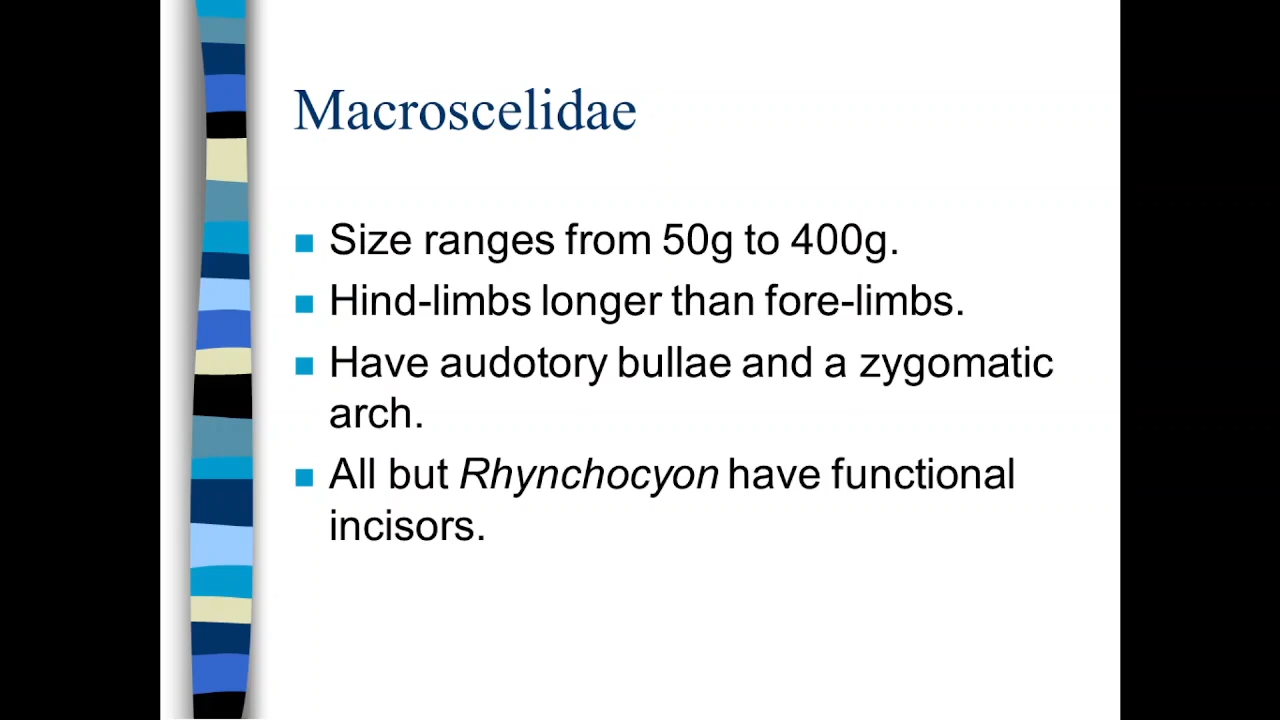 Macroscelidae
Size ranges from 50g to 400g.
Hind-limbs longer than fore-limbs.
Have audotory bullae and a zygomatic
arch.
All but Rhynchocyon have functional
incisors.